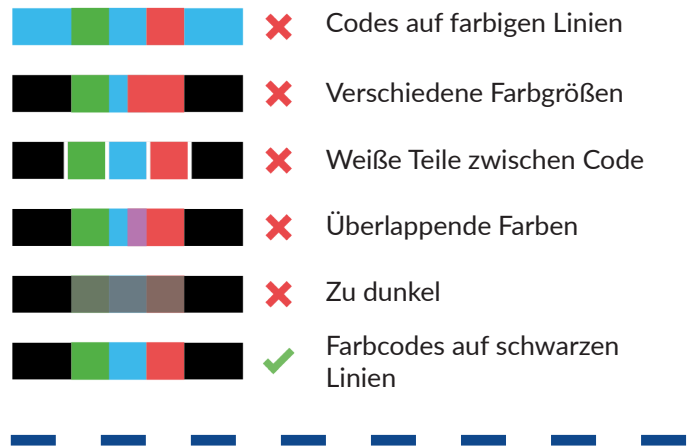 Codes auf farbigen Linien
Verschiedene Farbgrößen
Weiße Teile zwischen Code
Überlappende Farben
Zu dunkel
Farbcodes auf schwarzen
Linien